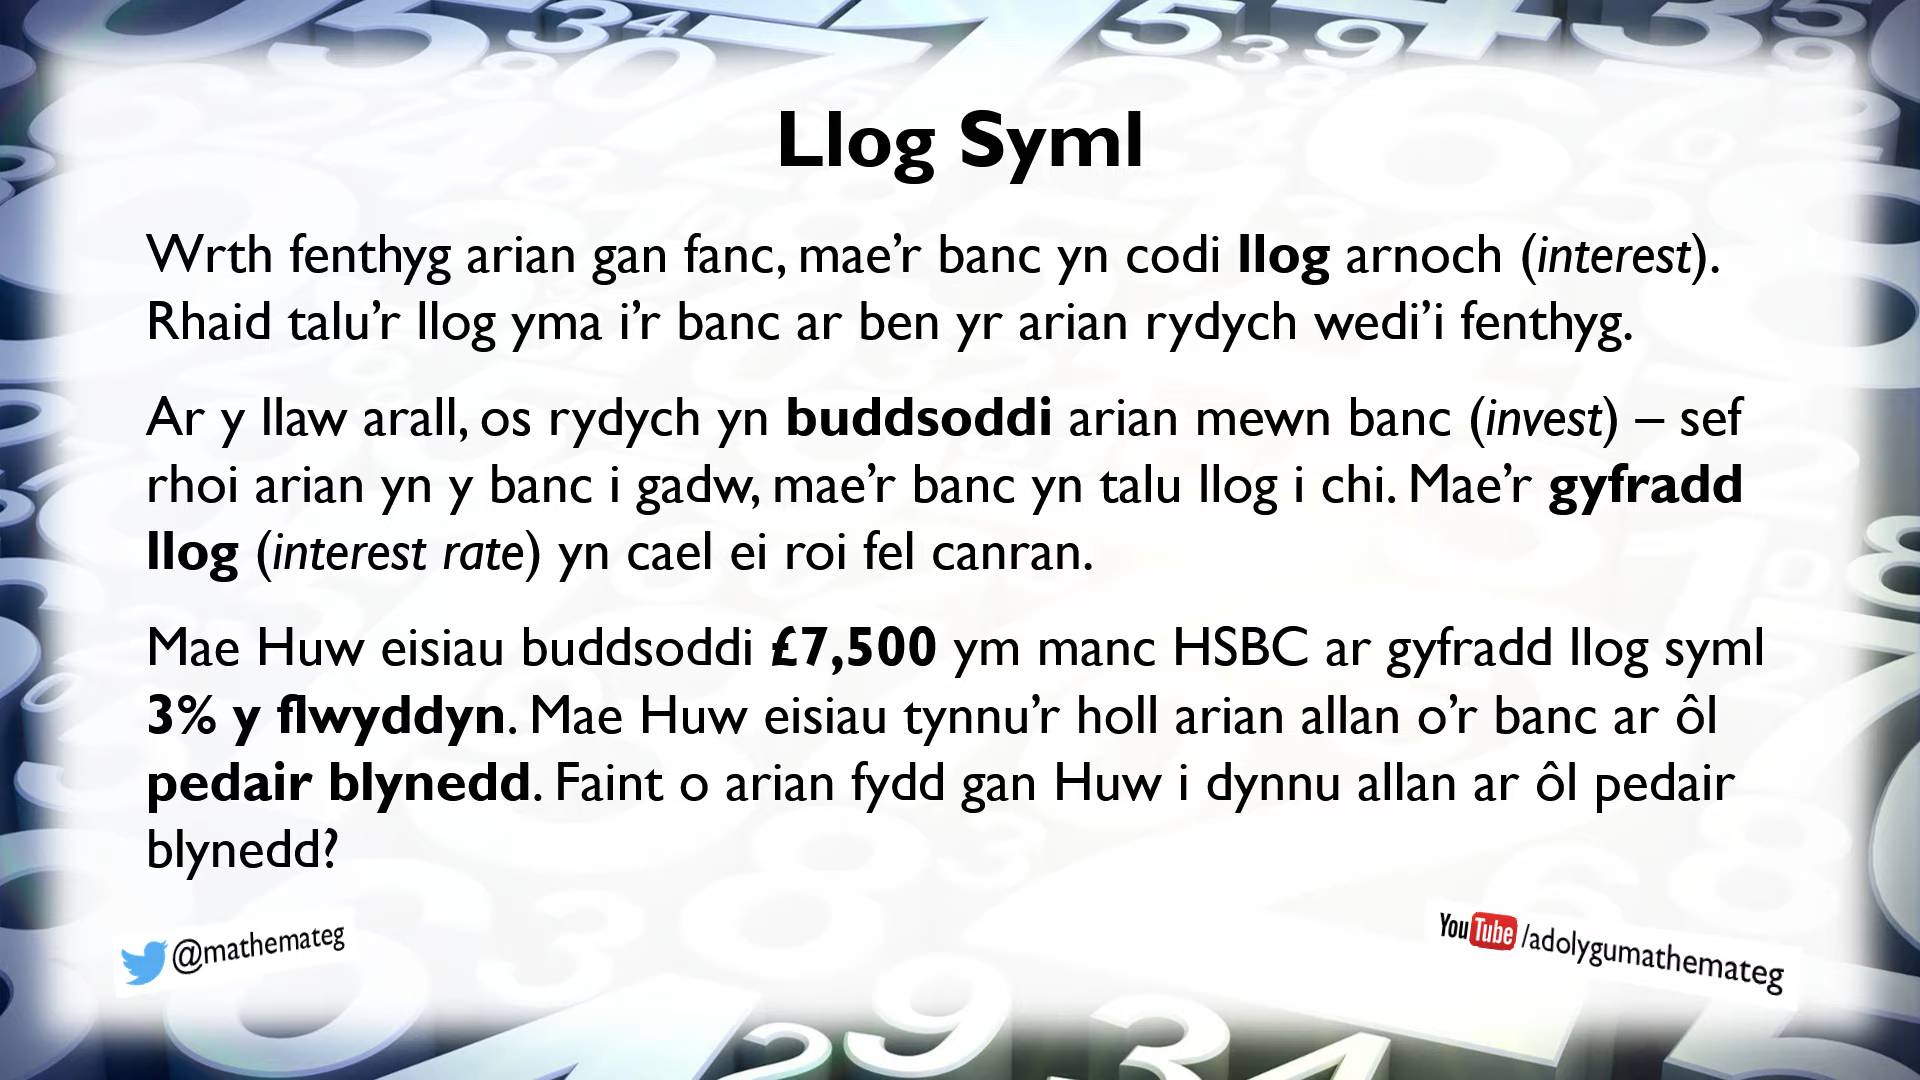 Llog Syml
Wrth fenthyg arian gan fanc, mae’r banc yn codi llog arnoch (interest).
Rhaid talu’r llog yma i’r banc ar ben yr arian rydych wedi’i fenthyg.
Ar y llaw arall, os rydych yn buddsoddi arian mewn banc (invest) – sef
rhoi arian yn y banc i gadw, mae’r banc yn talu llog i chi. Mae’r gyfradd
llog (interest rate) yn cael ei roi fel canran.
Mae Huw eisiau buddsoddi £7,500 ym manc HSBC ar gyfradd llog syml
3% y flwyddyn. Mae Huw eisiau tynnu’r holl arian allan o’r banc ar ôl
pedair blynedd. Faint o arian fydd gan Huw i dynnu allan ar ôl pedair
blynedd?
@mathemateg
YouTube /adolygumathemateg